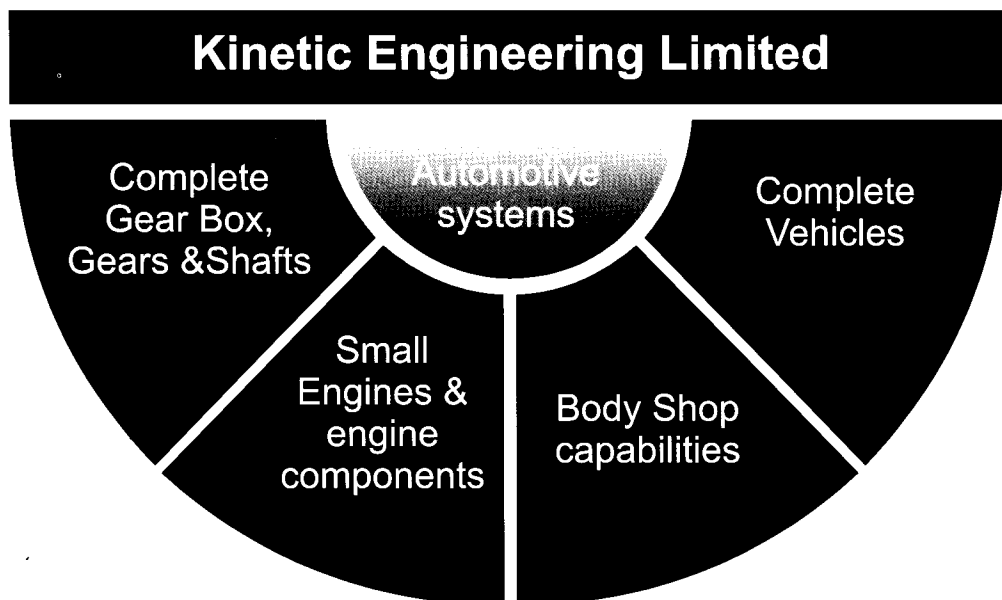 Kinetic Engineering Limited
Automotive
systems
Complete
Gear Box,
Gears &Shafts
Small
Engines &
engine
components
Body Shop
capabilities
Complete
Vehicles